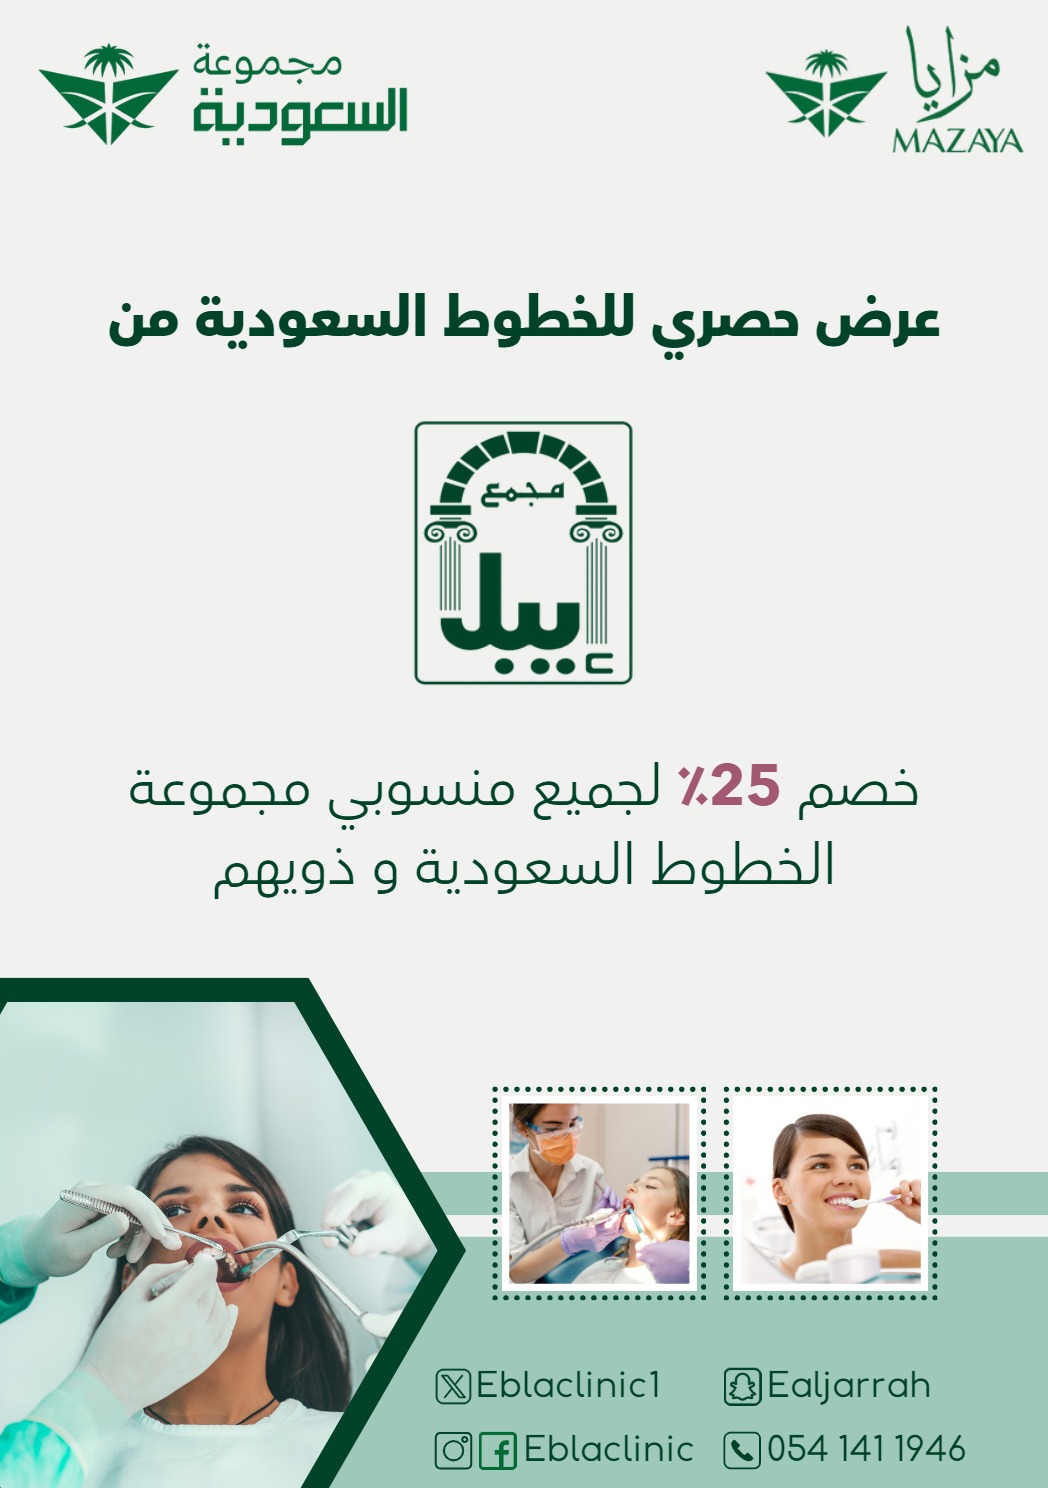 مجموعة
السعودية
مزايا
MAZAYA
عرض حصري للخطوط السعودية من
مجمع
إيبلا
خصم 25٪ لجميع منسوبي مجموعة
الخطوط السعودية و ذويهم
Eblaclinic1
Ealjarrah
Eblaclinic
054 141 1946